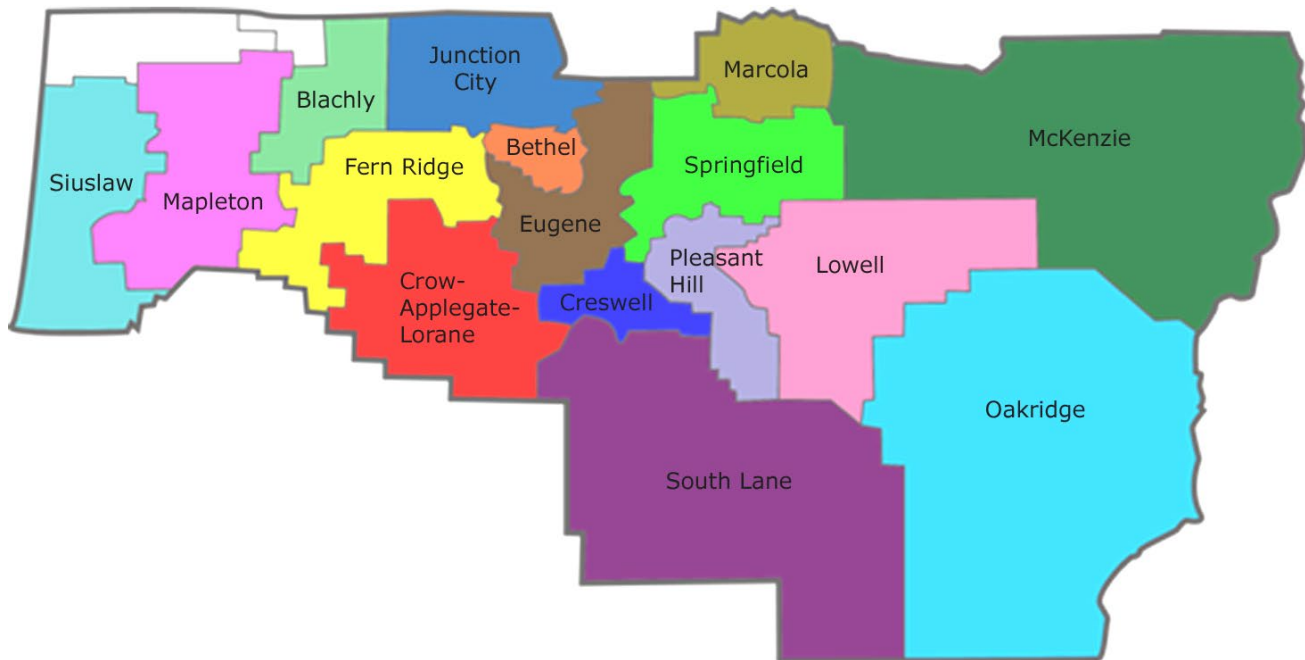 Junction
City
Marcola
Blachly
McKenzie
Bethel
Fern Ridge
Springfield
Siuslaw
Mapleton
Eugene
Pleasant
Hill
Lowell
Crow-
Applegate-
Lorane
Creswell
Oakridge
South Lane